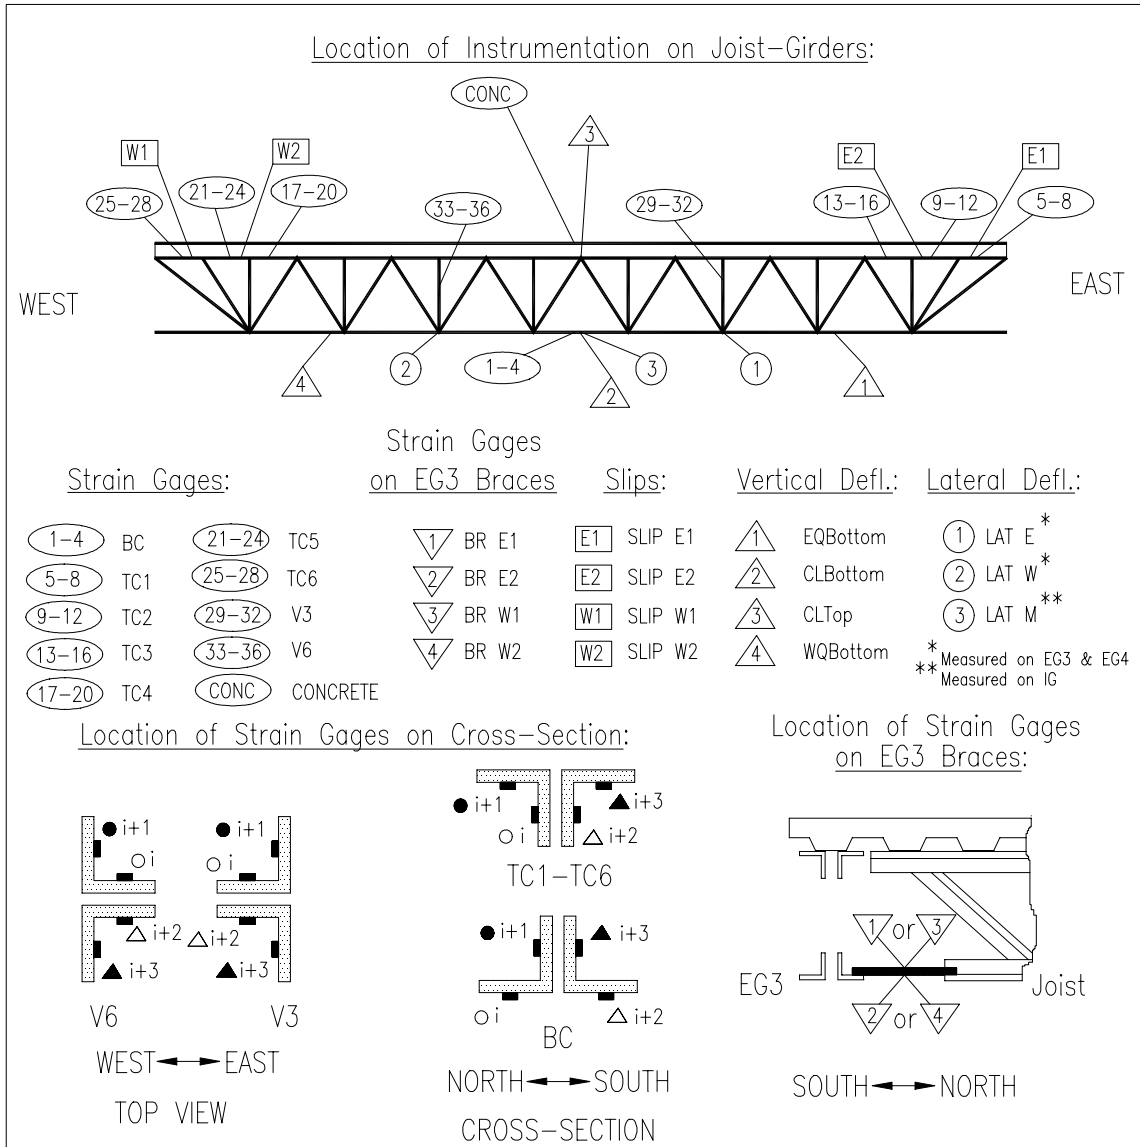 Location of Instrumentation on Joist-Girders:
CONC
3
W1
W2
E2
E1
25-28
21-24
17-20
33-36
29-32
13-16
9-12
5-8
WEST
EAST
4
2
1-4
2
3
1
1
Strain Gages:
1-4 BC
21-24 TC5
5-8 TC1
25-28 TC6
9-12 TC2
29-32 V3
13-16 TC3
33-36 V6
17-20 TC4
CONC CONCRETE
Strain Gages
on EG3 Braces
1 BR E1
2 BR E2
3 BR W1
4 BR W2
Slips:
E1 SLIP E1
E2 SLIP E2
W1 SLIP W1
W2 SLIP W2
Vertical Defl.:
1 EQBottom
2 CLBottom
3 CLTop
4 WQBottom
Lateral Defl.:
1 LAT E *
2 LAT W *
3 LAT M **
* Measured on EG3 & EG4
** Measured on IG
Location of Strain Gages on Cross-Section:
i+1
i
i+2
i+3
V6
i+1
i
i+2
i+3
V3
WEST EAST
TOP VIEW
i+1
i
i+3
i+2
TC1-TC6
i+1
i+3
i
i+2
BC
NORTH SOUTH
CROSS-SECTION
Location of Strain Gages
on EG3 Braces:
1 or 3
EG3
Joist
2 or 4
SOUTH NORTH